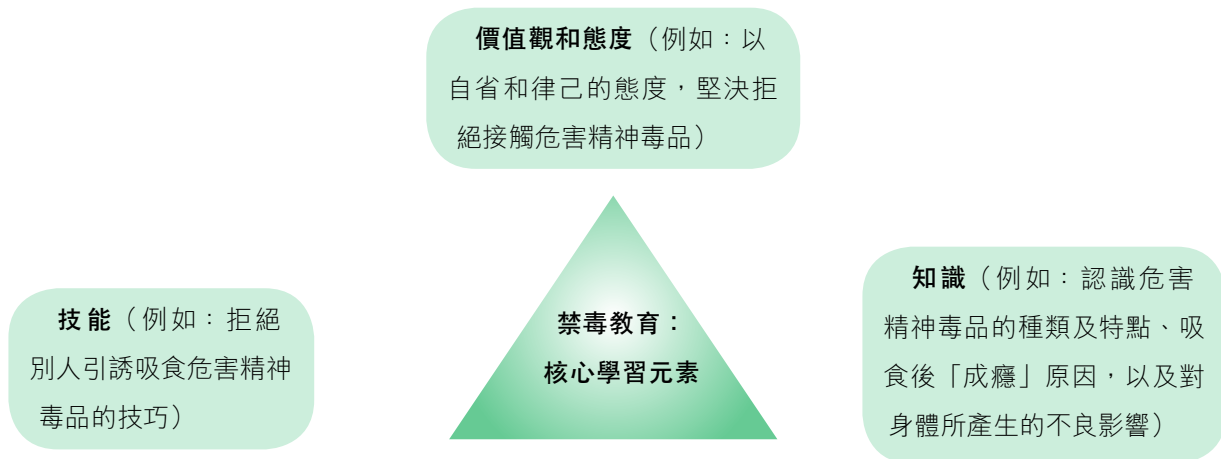 價值觀和態度（例如：以
自省和律己的態度，堅決拒
絕接觸危害精神毒品）
技能（例如：拒絕
別人引誘吸食危害精神
毒品的技巧）
禁毒教育：
核心學習元素
知識（例如：認識危害
精神毒品的種類及特點、吸
食後「成癮」原因，以及對
身體所產生的不良影響）